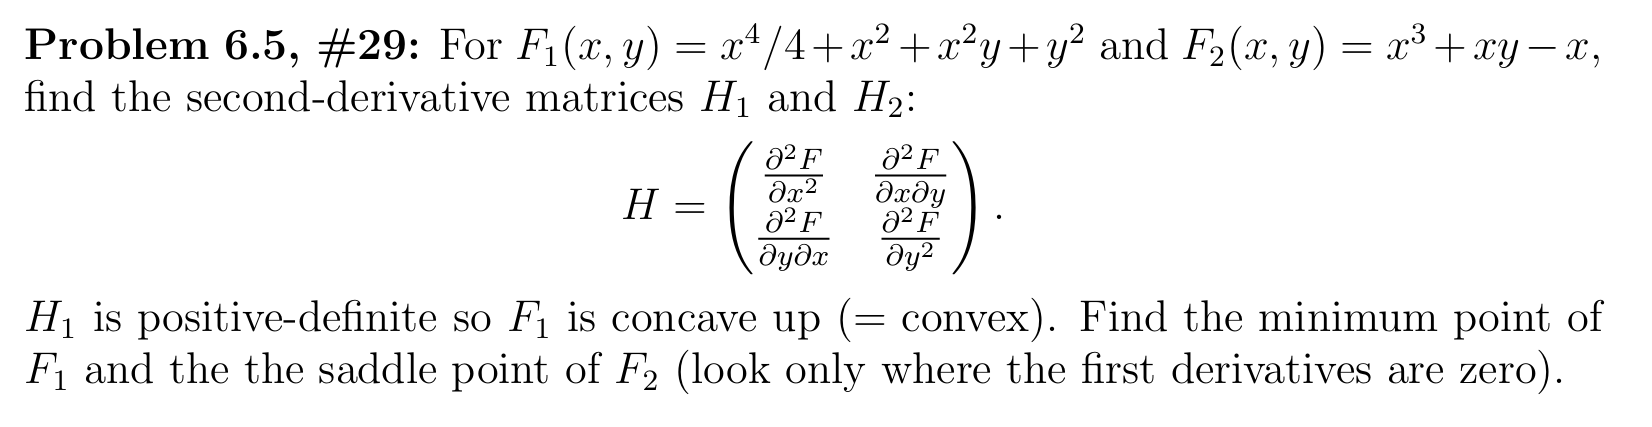 Problem 6.5, #29: For F₁(x, y) = x⁴/4 + x² + x²y + y² and F₂(x, y) = x³ + xy − x,
find the second-derivative matrices H₁ and H₂:
H = ( ∂²F/∂x² ∂²F/∂x∂y
∂²F/∂y∂x ∂²F/∂y² ) .
H₁ is positive-definite so F₁ is concave up (= convex). Find the minimum point of
F₁ and the the saddle point of F₂ (look only where the first derivatives are zero).